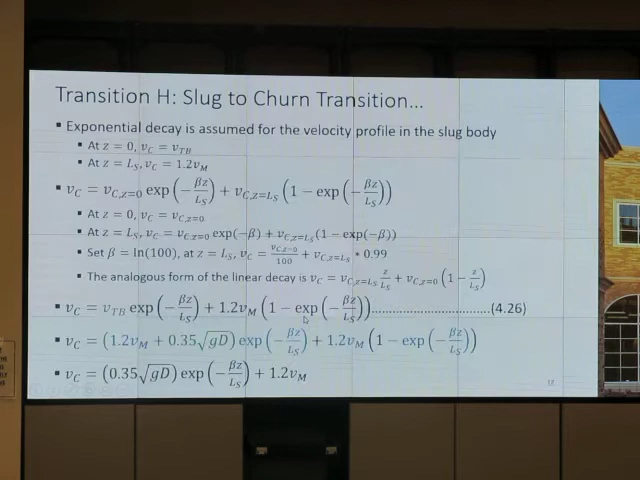 Transition H: Slug to Churn Transition...
▪ Exponential decay is assumed for the velocity profile in the slug body
▪ At z = 0, v_C = v_TB
▪ At z = L_S, v_C = 1.2v_M
▪ v_C = v_{C,z=0} exp(−βz/L_S) + v_{C,z=L_S} (1 − exp(−βz/L_S))
▪ At z = 0, v_C = v_{C,z=0}
▪ At z = L_S, v_C = v_{C,z=0} exp(−β) + v_{C,z=L_S}(1 − exp(−β))
▪ Set β = ln(100), at z = L_S, v_C = v_{C,z=0}/100 + v_{C,z=L_S} * 0.99
▪ The analogous form of the linear decay is v_C = v_{C,z=L_S} z/L_S + v_{C,z=0} (1 − z/L_S)
▪ v_C = v_TB exp(−βz/L_S) + 1.2v_M (1 − exp(−βz/L_S))..............................(4.26)
▪ v_C = (1.2v_M + 0.35√gD) exp(−βz/L_S) + 1.2v_M (1 − exp(−βz/L_S))
▪ v_C = (0.35√gD) exp(−βz/L_S) + 1.2v_M
12